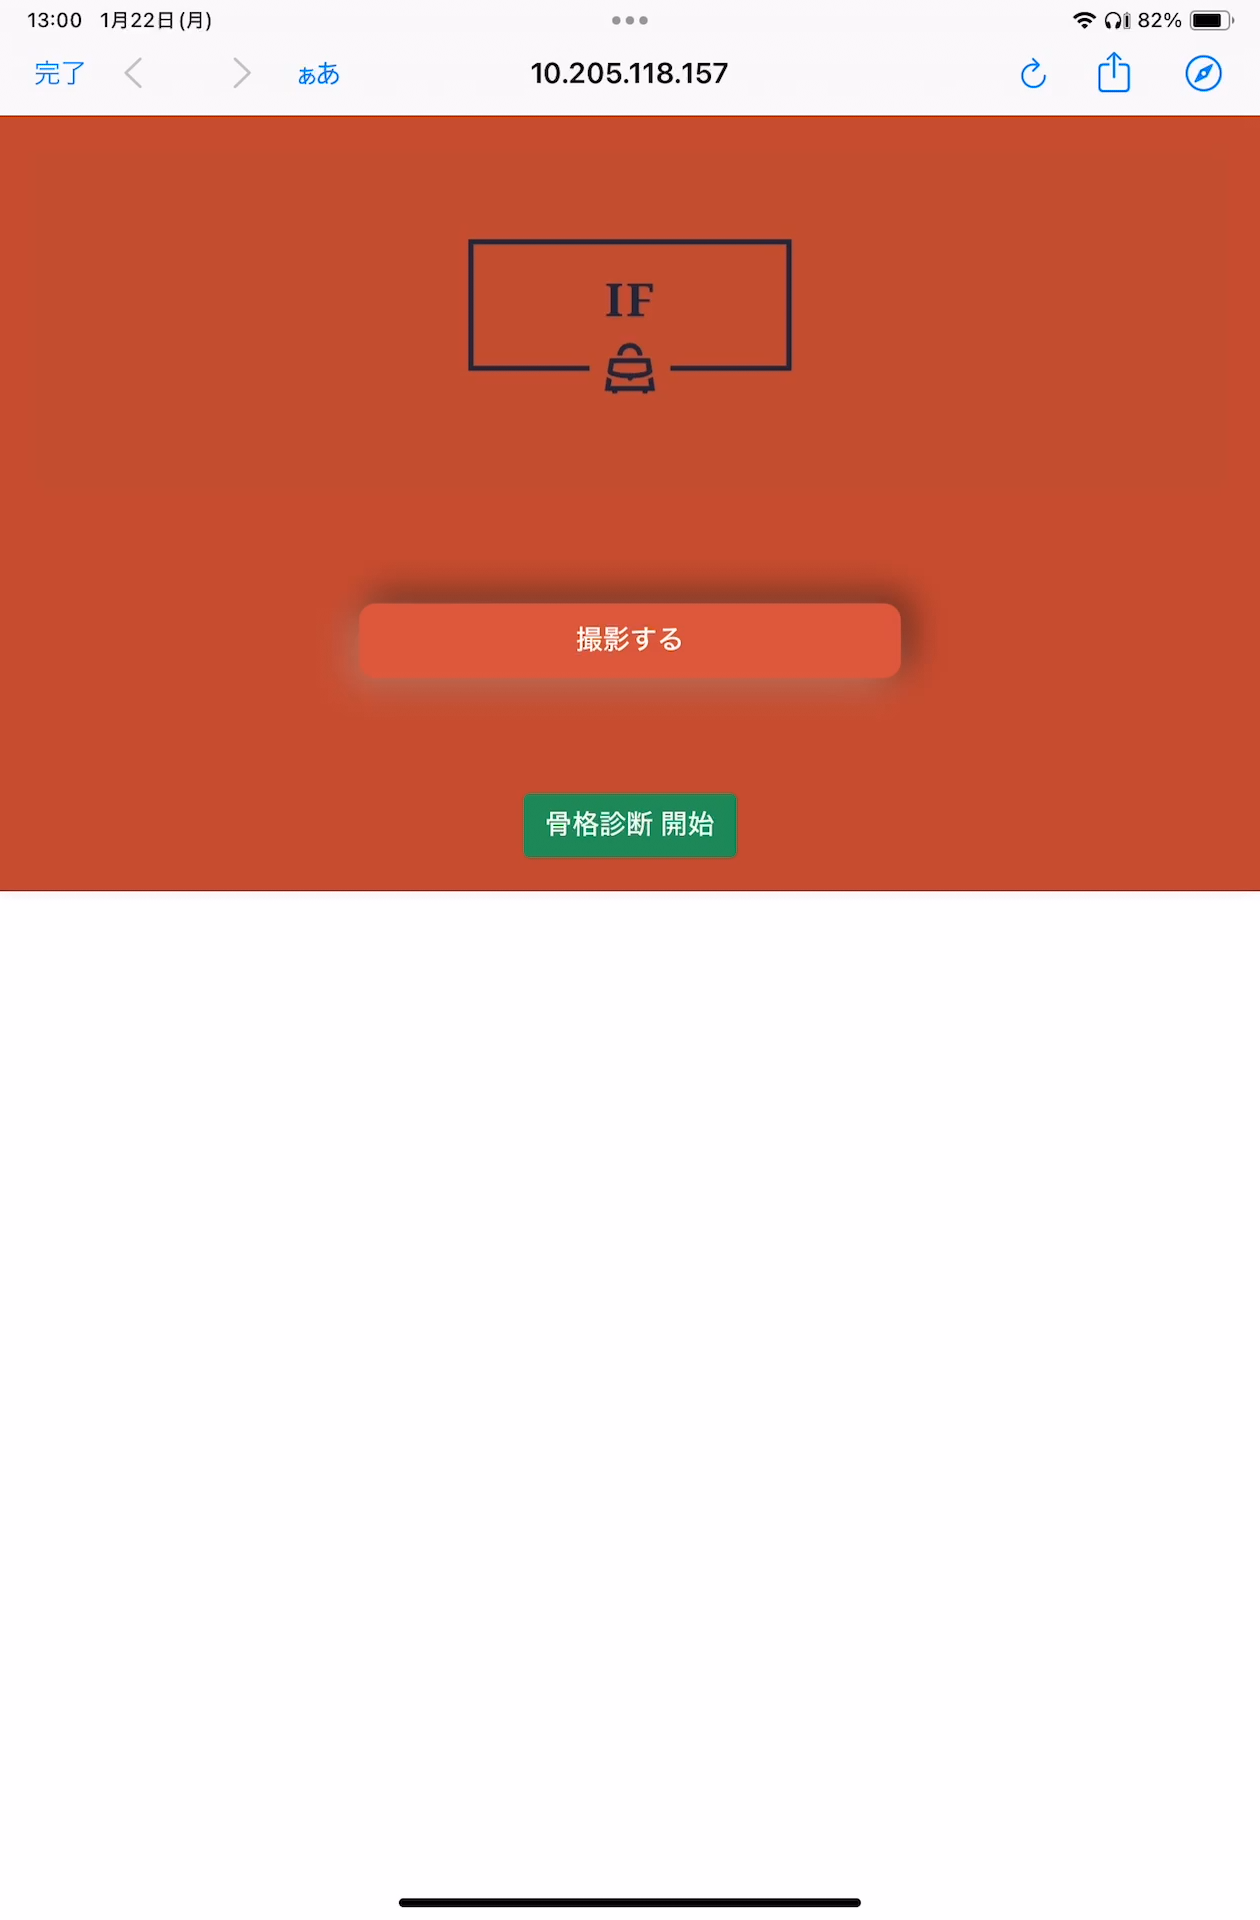 13:00 1月22日(月)
82%
完了
ぁあ
10.205.118.157
IF
撮影する
骨格診断 開始